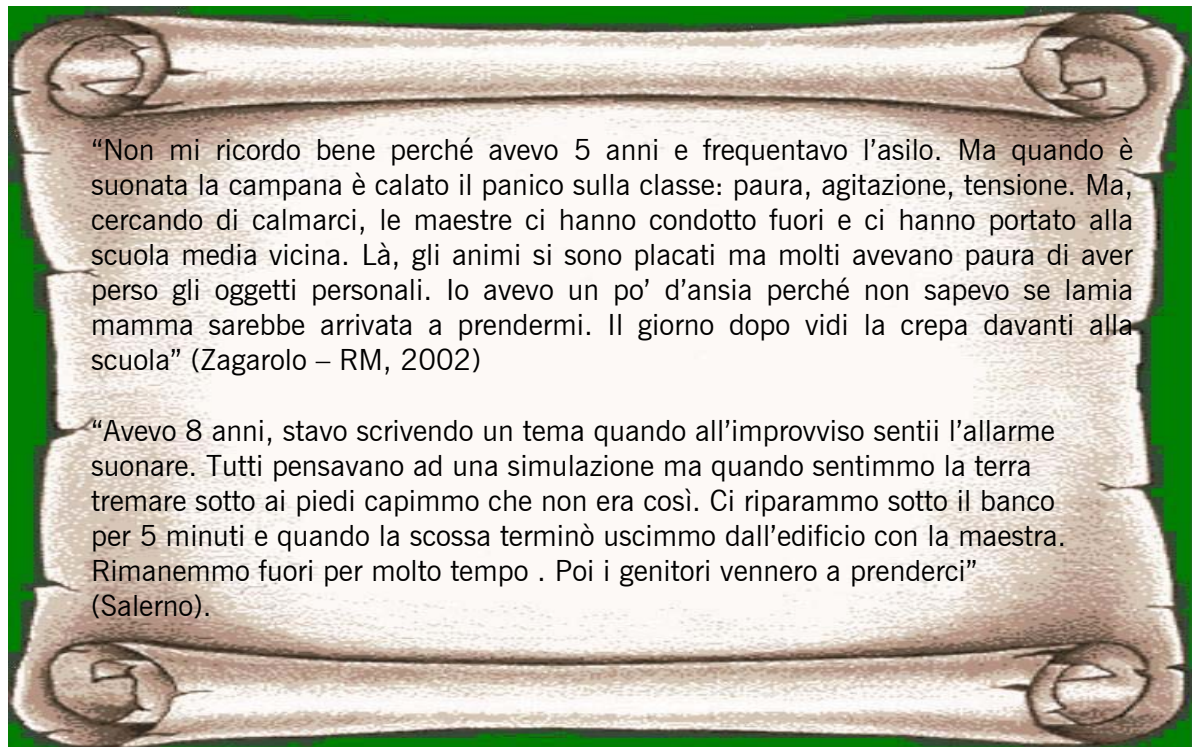 “Non mi ricordo bene perché avevo 5 anni e frequentavo l’asilo. Ma quando è
suonata la campana è calato il panico sulla classe: paura, agitazione, tensione. Ma,
cercando di calmarci, le maestre ci hanno condotto fuori e ci hanno portato alla
scuola media vicina. Là, gli animi si sono placati ma molti avevano paura di aver
perso gli oggetti personali. Io avevo un po’ d’ansia perché non sapevo se lamia
mamma sarebbe arrivata a prendermi. Il giorno dopo vidi la crepa davanti alla
scuola” (Zagarolo – RM, 2002)
“Avevo 8 anni, stavo scrivendo un tema quando all’improvviso sentii l’allarme
suonare. Tutti pensavano ad una simulazione ma quando sentimmo la terra
tremare sotto ai piedi capimmo che non era così. Ci riparammo sotto il banco
per 5 minuti e quando la scossa terminò uscimmo dall’edificio con la maestra.
Rimanemmo fuori per molto tempo . Poi i genitori vennero a prenderci”
(Salerno).